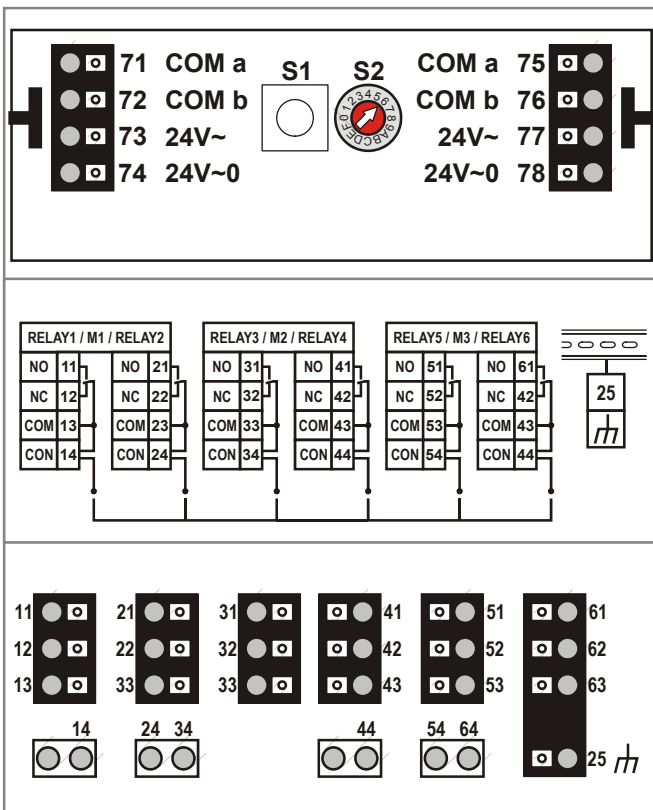 71 COM a S1 S2 COM a 75
72 COM b 0123456789ABCDEF COM b 76
73 24V~ 24V~ 77
74 24V~0 24V~0 78
RELAY1 / M1 / RELAY2 RELAY3 / M2 / RELAY4 RELAY5 / M3 / RELAY6
NO 11 NO 21 NO 31 NO 41 NO 51 NO 61
NC 12 NC 22 NC 32 NC 42 NC 52 NC 42 25
COM 13 COM 23 COM 33 COM 43 COM 53 COM 43
CON 14 CON 24 CON 34 CON 44 CON 54 CON 44
11 21 31 41 51 61
12 22 32 42 52 62
13 33 33 43 53 63
14 24 34 44 54 64
25